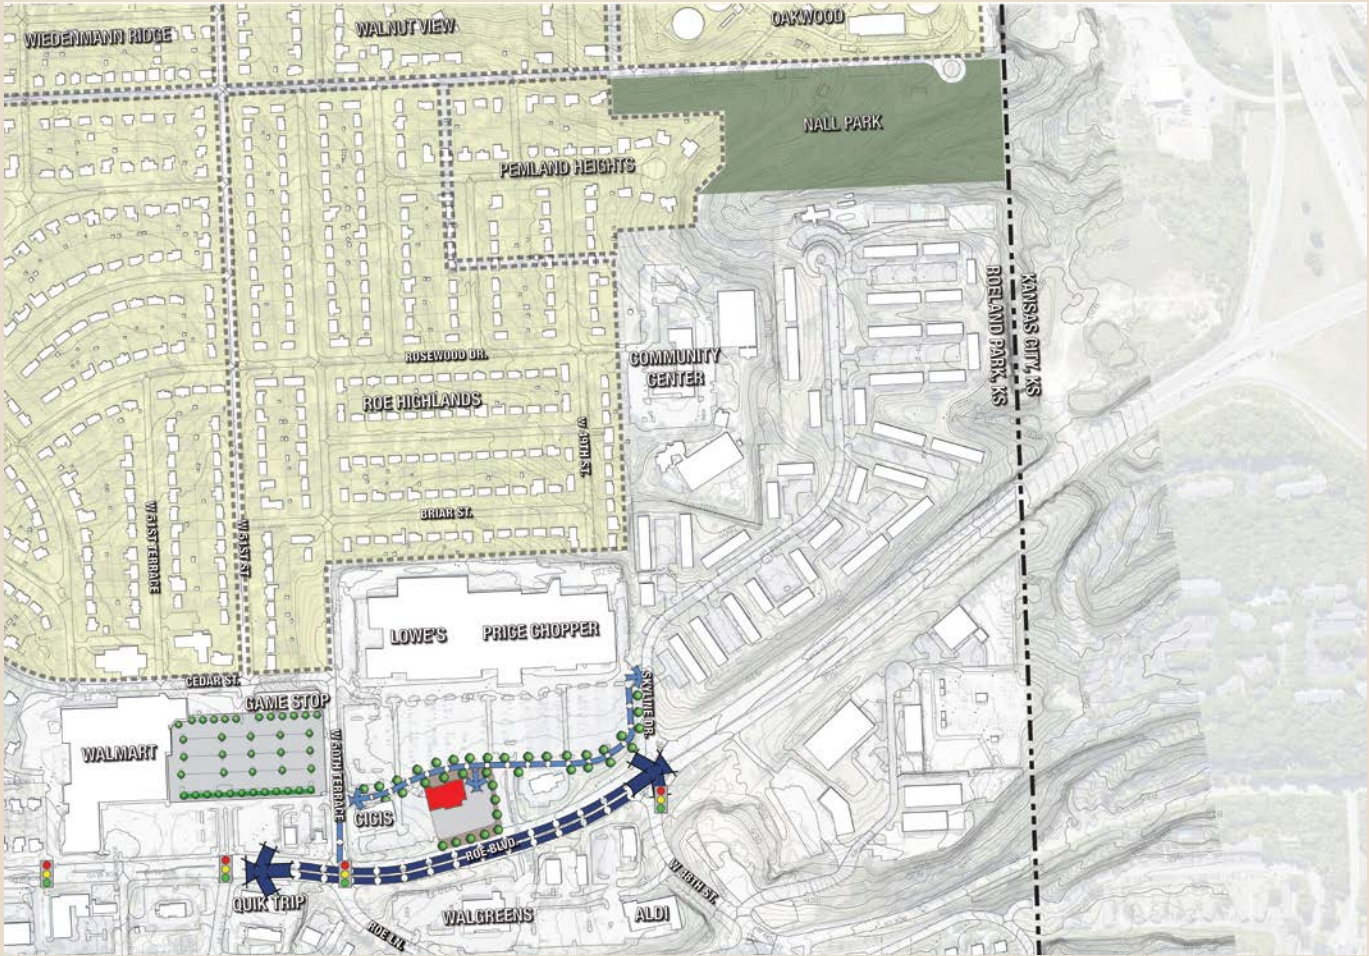 WIEDENMANN RIDGE
WALNUT VIEW
OAKWOOD
NALL PARK
PEMLAND HEIGHTS
ROELAND PARK, KS
KANSAS CITY, KS
ROSEWOOD DR.
COMMUNITY
CENTER
ROE HIGHLANDS
W 49TH ST.
BRIAR ST.
W 51ST TERRACE
W 51ST ST.
LOWE'S
PRICE CHOPPER
CEDAR ST.
GAME STOP
SKYLINE DR.
WALMART
W 50TH TERRACE
CICIS
ROE BLVD.
QUIK TRIP
WALGREENS
ALDI
W 48TH ST.
ROE LN.